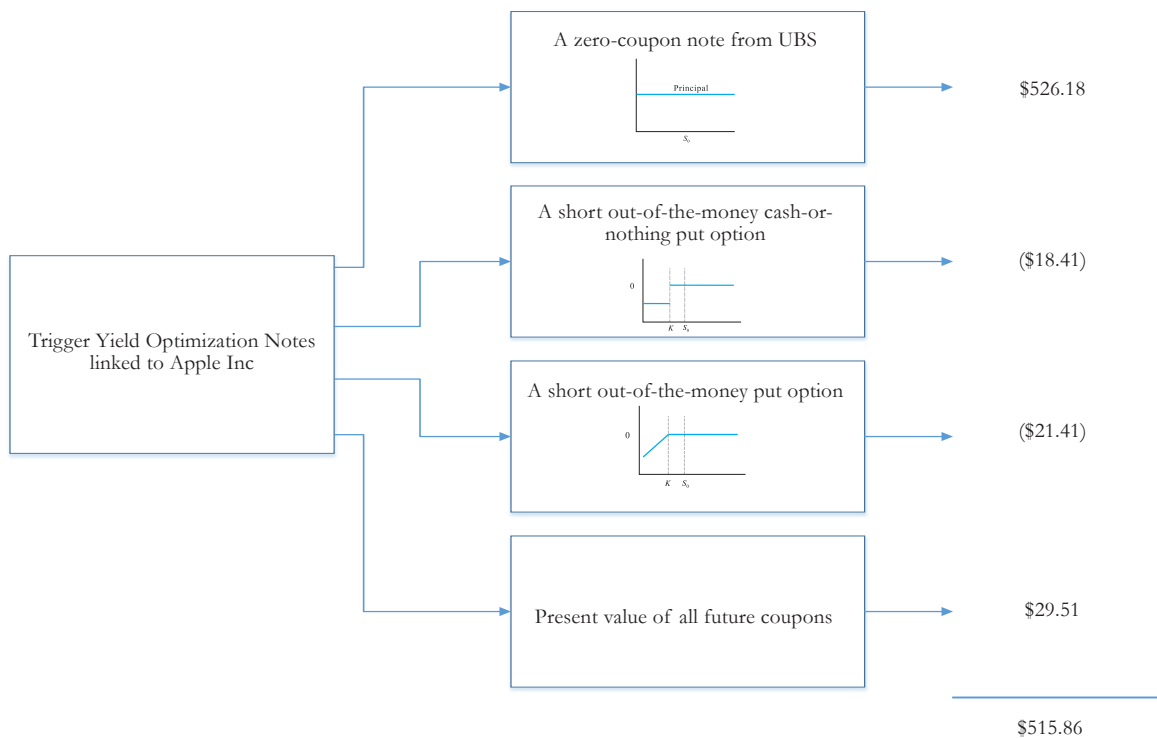 A zero-coupon note from UBS
Principal
S₀
$526.18
A short out-of-the-money cash-or-
nothing put option
0
K S₀
($18.41)
Trigger Yield Optimization Notes
linked to Apple Inc
A short out-of-the-money put option
0
K S₀
($21.41)
Present value of all future coupons
$29.51
$515.86